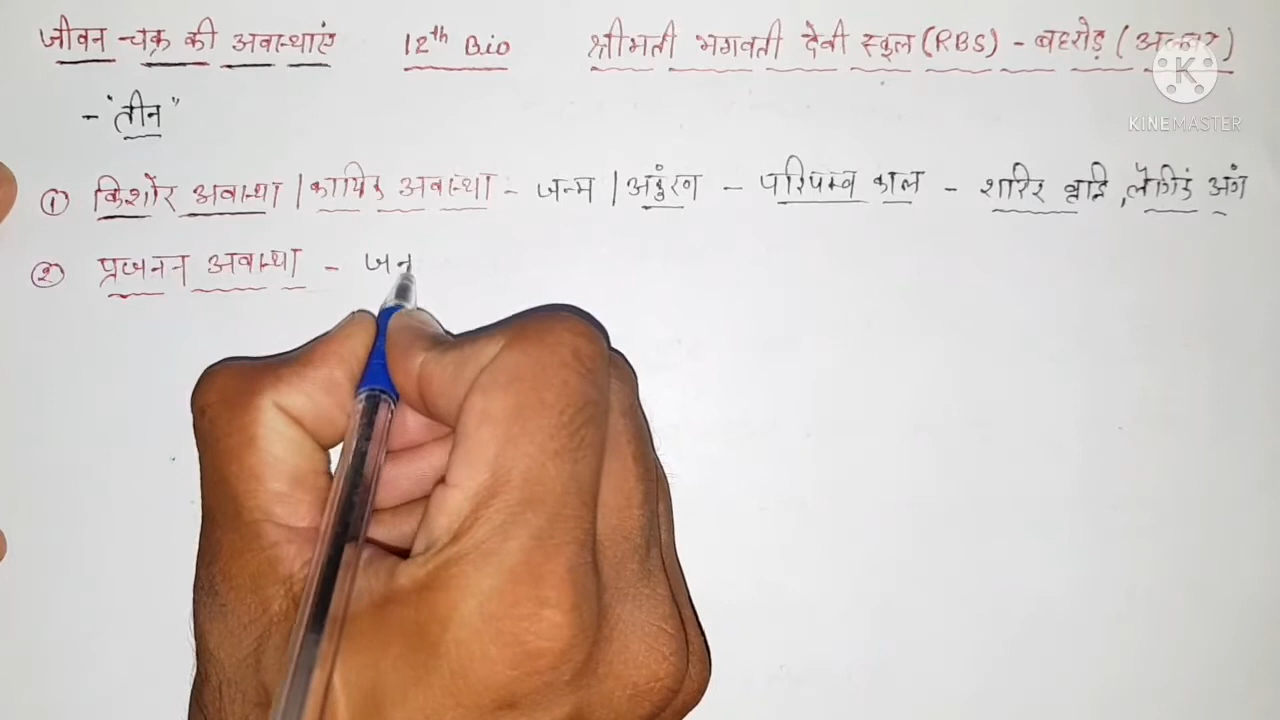 जीवन चक्र की अवस्थाएं 12th Bio श्रीमती भगवती देवी स्कूल (RBS) - बहरोड़ (अलवर)
- "तीन"
① किशोर अवस्था / कायिक अवस्था - जन्म / अंकुरण - परिपक्व काल - शारिर वृद्धि, लैंगिक अंग
② प्रजनन अवस्था - जन
KINEMASTER